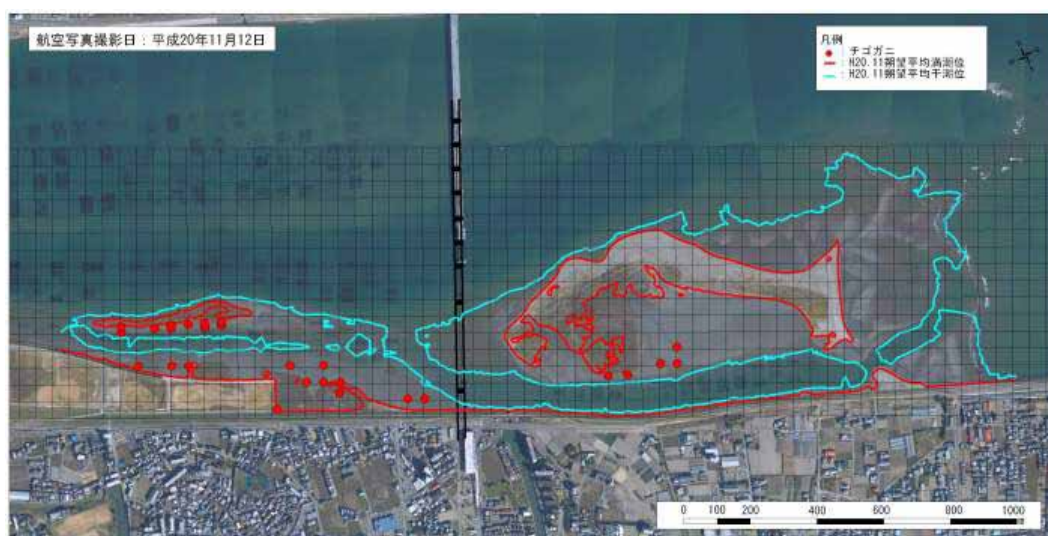 航空写真撮影日：平成20年11月12日
凡例
：チゴガニ
：H20.11朔望平均満潮位
：H20.11朔望平均干潮位
0 100 200 400 600 800 1000